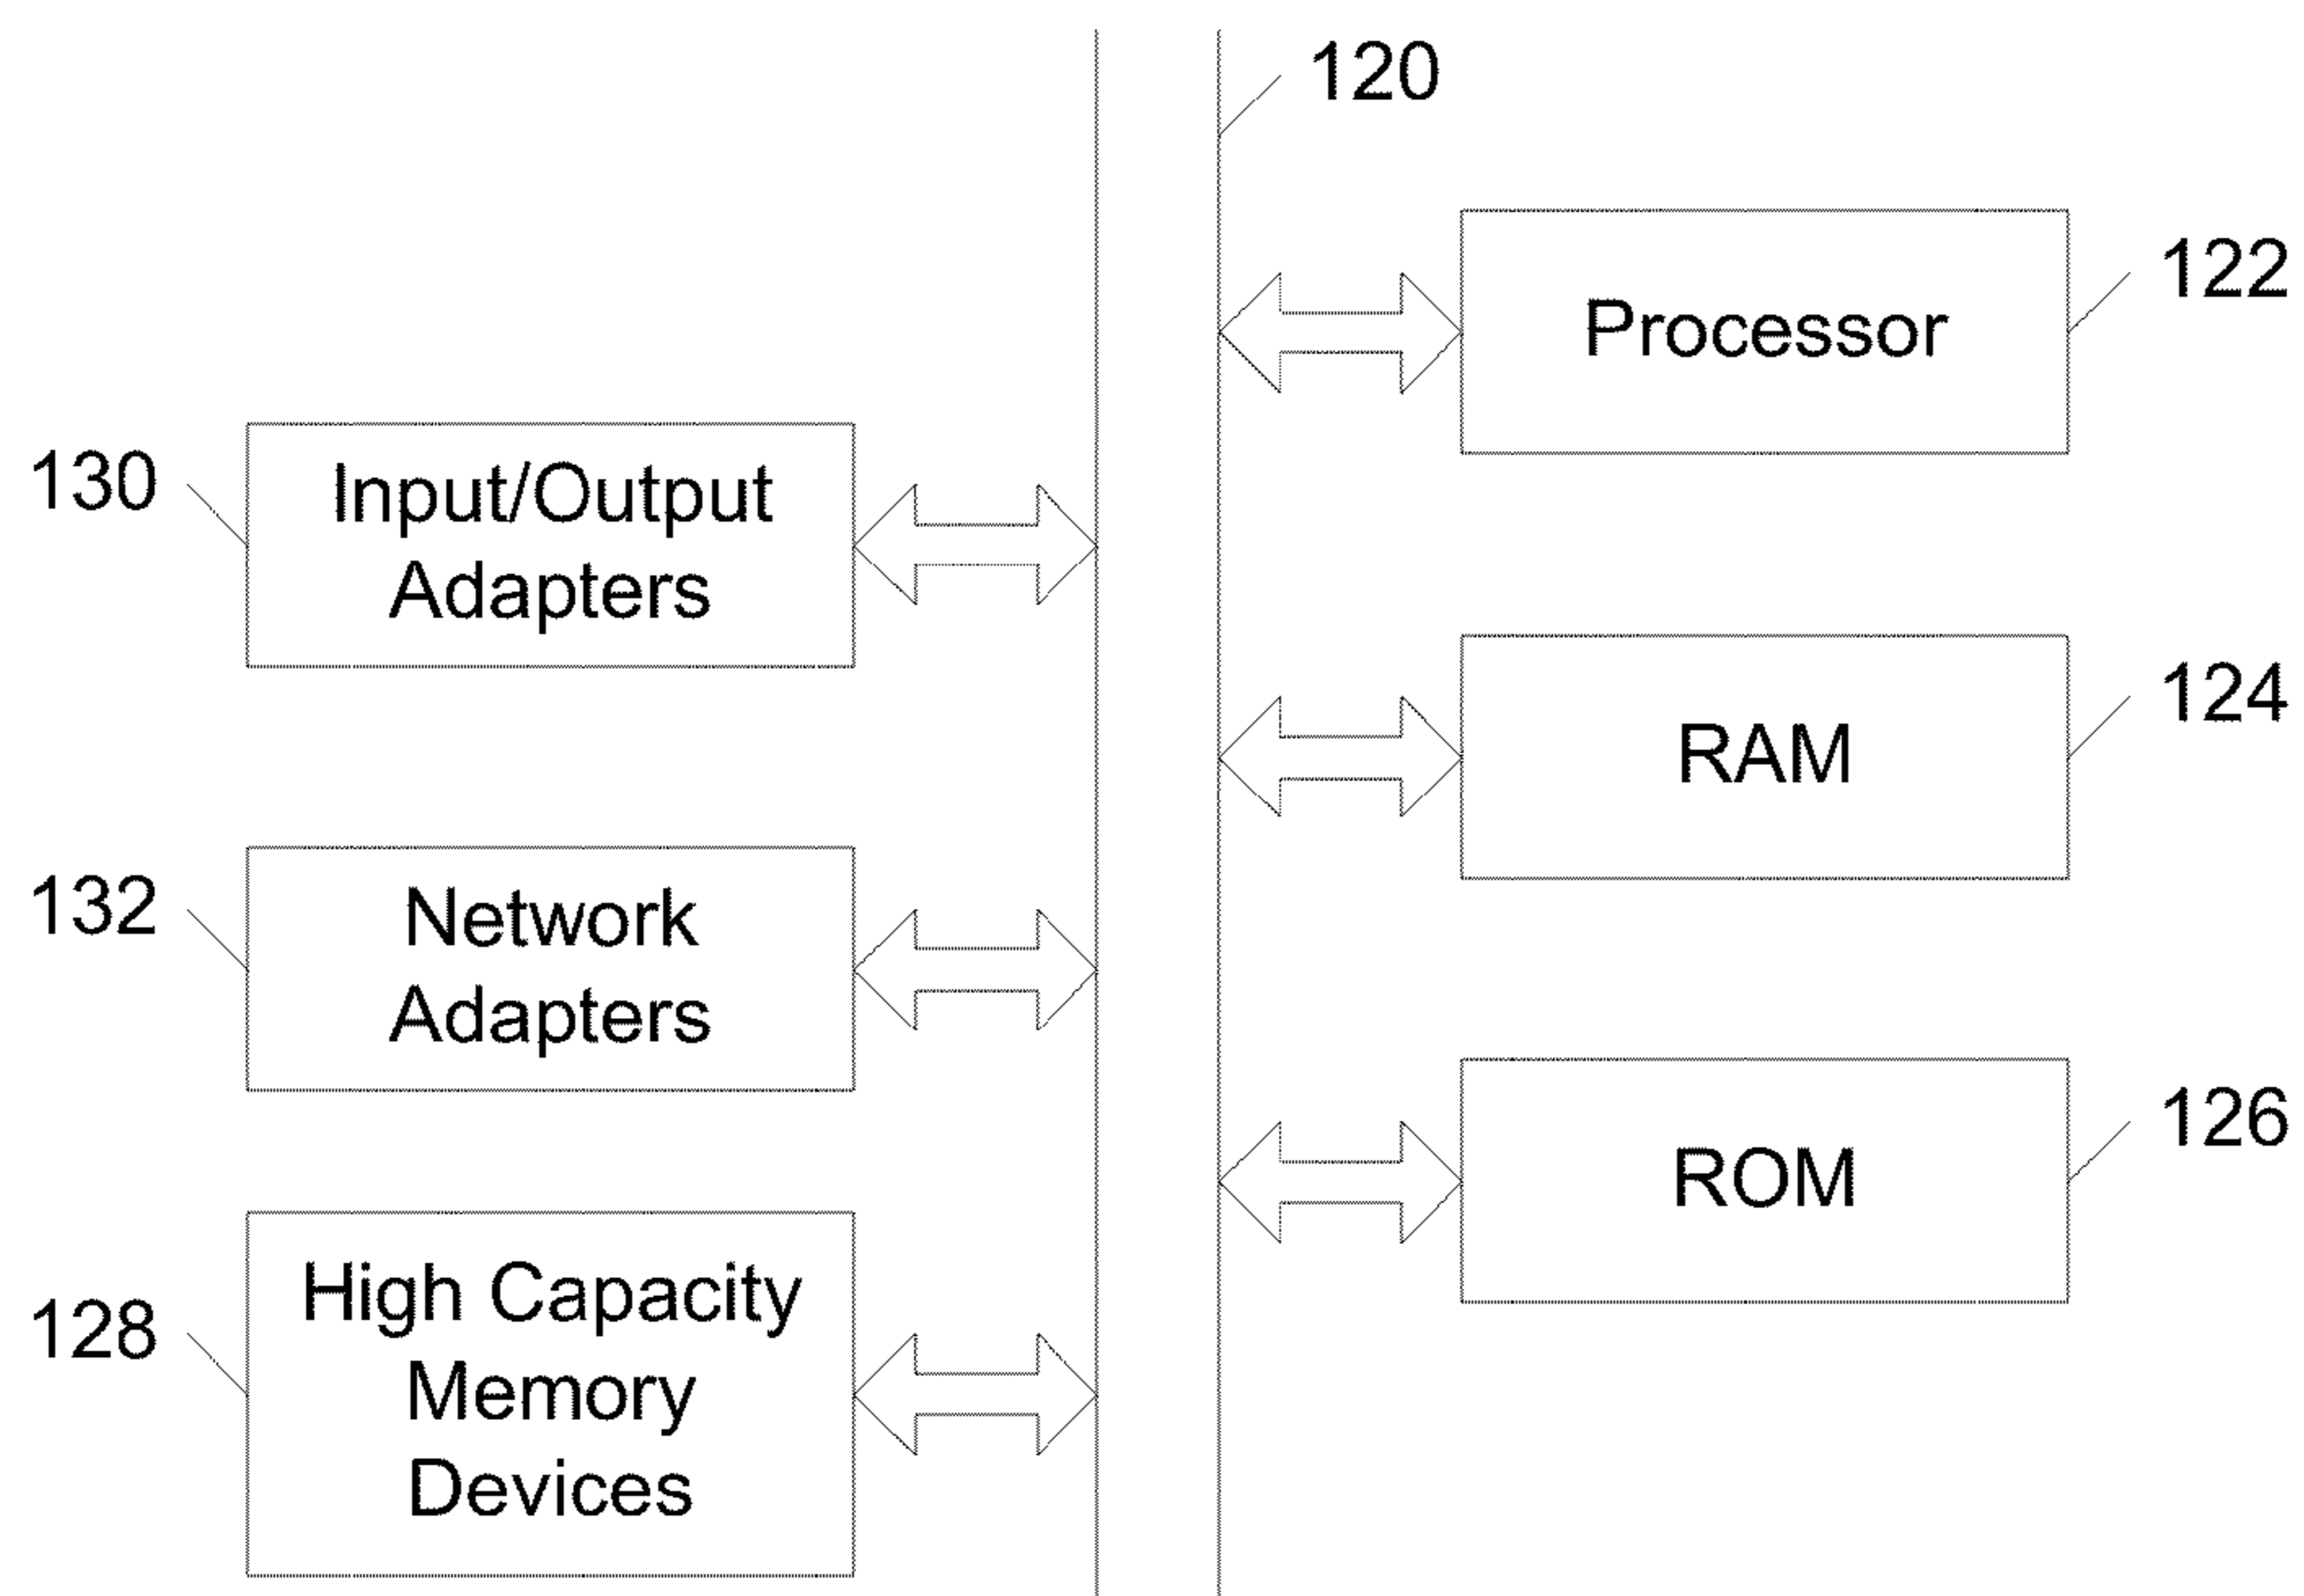 120
Processor
122
130
Input/Output
Adapters
RAM
124
132
Network
Adapters
ROM
126
128
High Capacity
Memory
Devices